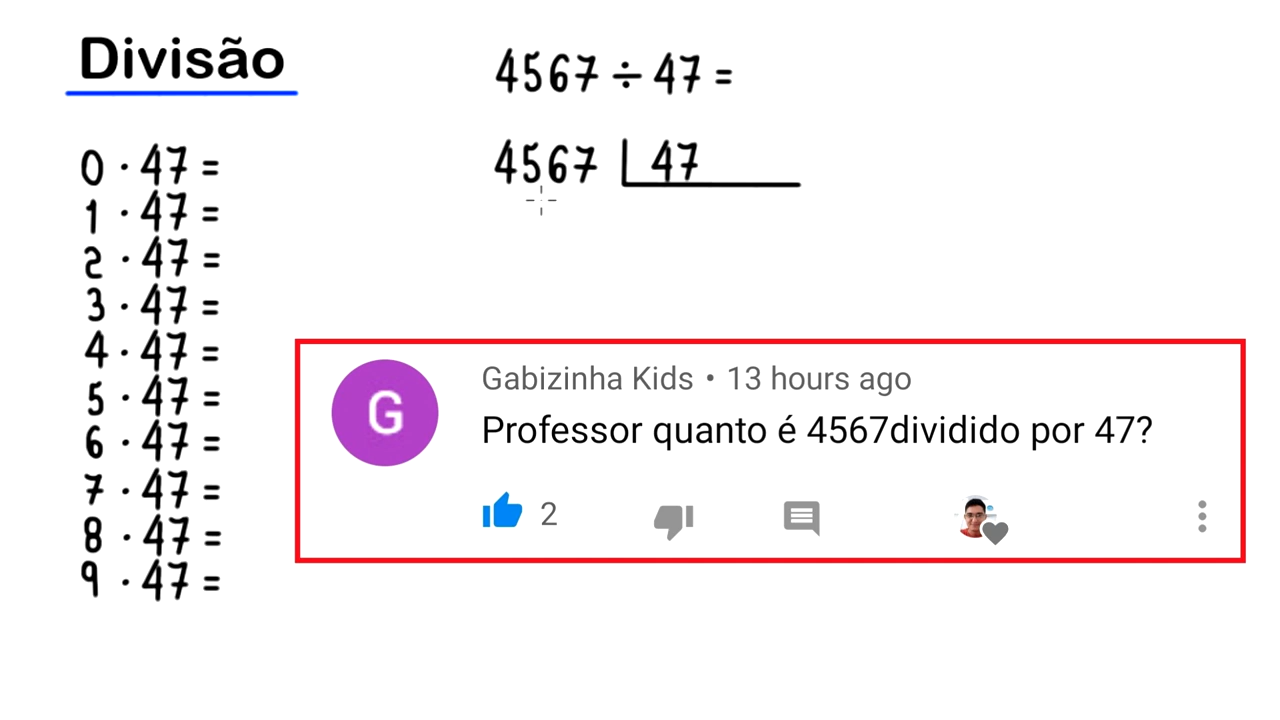 Divisão
4567 ÷ 47 =
4567 47
0 · 47 =
1 · 47 =
2 · 47 =
3 · 47 =
4 · 47 =
5 · 47 =
6 · 47 =
7 · 47 =
8 · 47 =
9 · 47 =
G
Gabizinha Kids • 13 hours ago
Professor quanto é 4567dividido por 47?
2